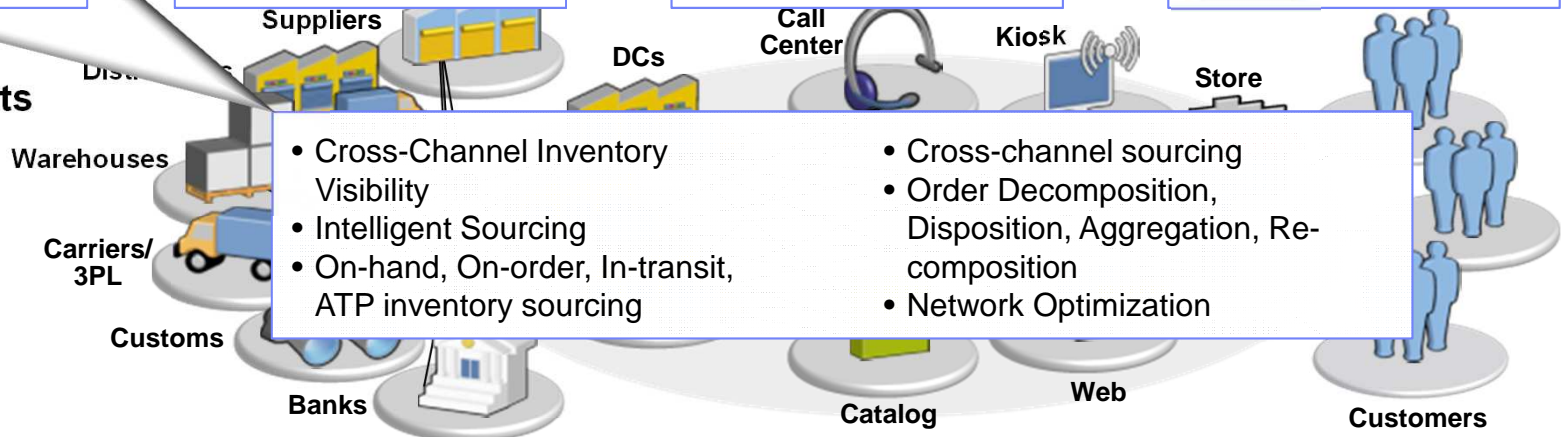 Suppliers
Call
Center
Kiosk
DCs
Store
ts
Warehouses
• Cross-Channel Inventory
Visibility
• Intelligent Sourcing
• On-hand, On-order, In-transit,
ATP inventory sourcing
• Cross-channel sourcing
• Order Decomposition,
Disposition, Aggregation, Re-
composition
• Network Optimization
Carriers/
3PL
Customs
Banks
Catalog
Web
Customers